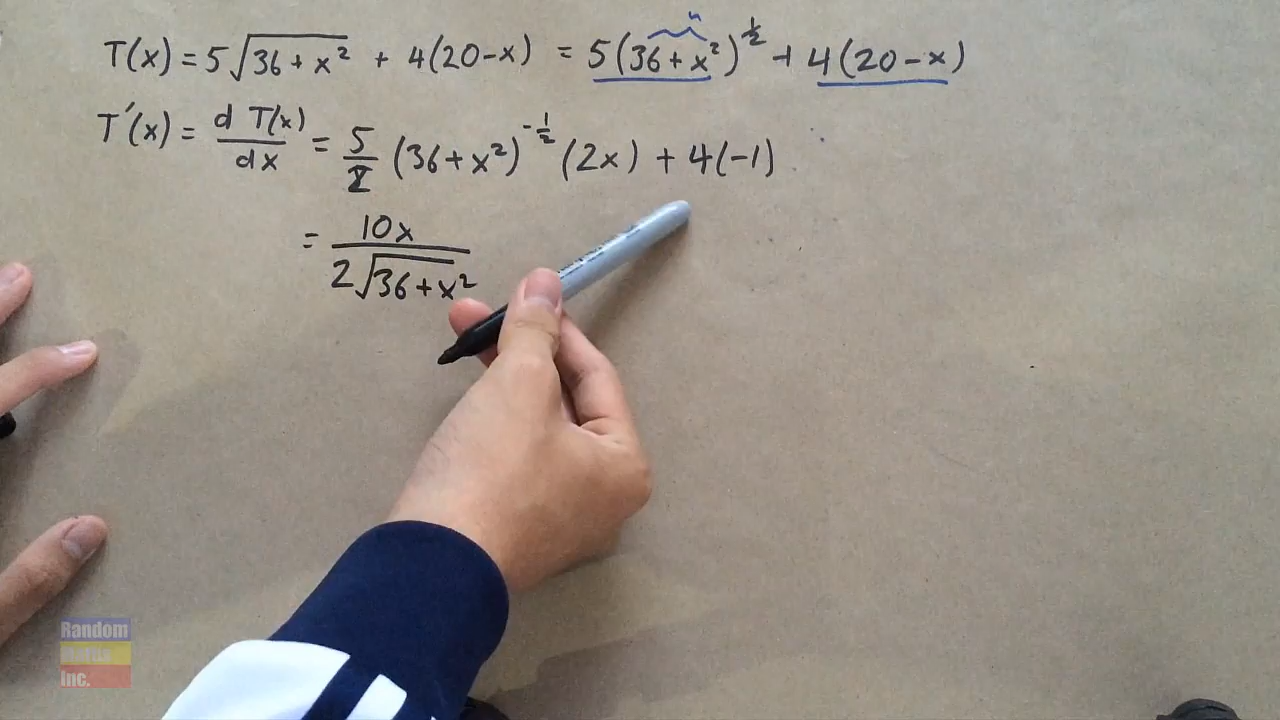 T(x) = 5√(36 + x²) + 4(20-x) = 5(36 + x²)^½ + 4(20-x)
u
T'(x) = d T(x) / dx = 5/2 (36 + x²)^-½ (2x) + 4(-1)
= 10x / 2√(36 + x²)
Random
Maths
Inc.